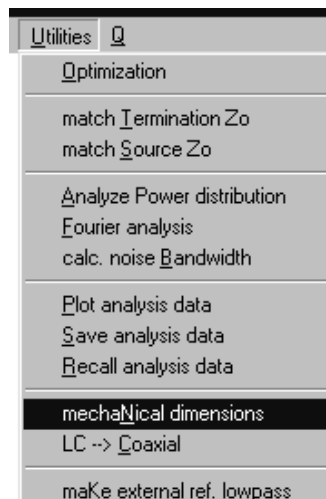 Utilities Q
Optimization
match Termination Zo
match Source Zo
Analyze Power distribution
Fourier analysis
calc. noise Bandwidth
Plot analysis data
Save analysis data
Recall analysis data
mechaNical dimensions
LC --> Coaxial
maKe external ref. lowpass